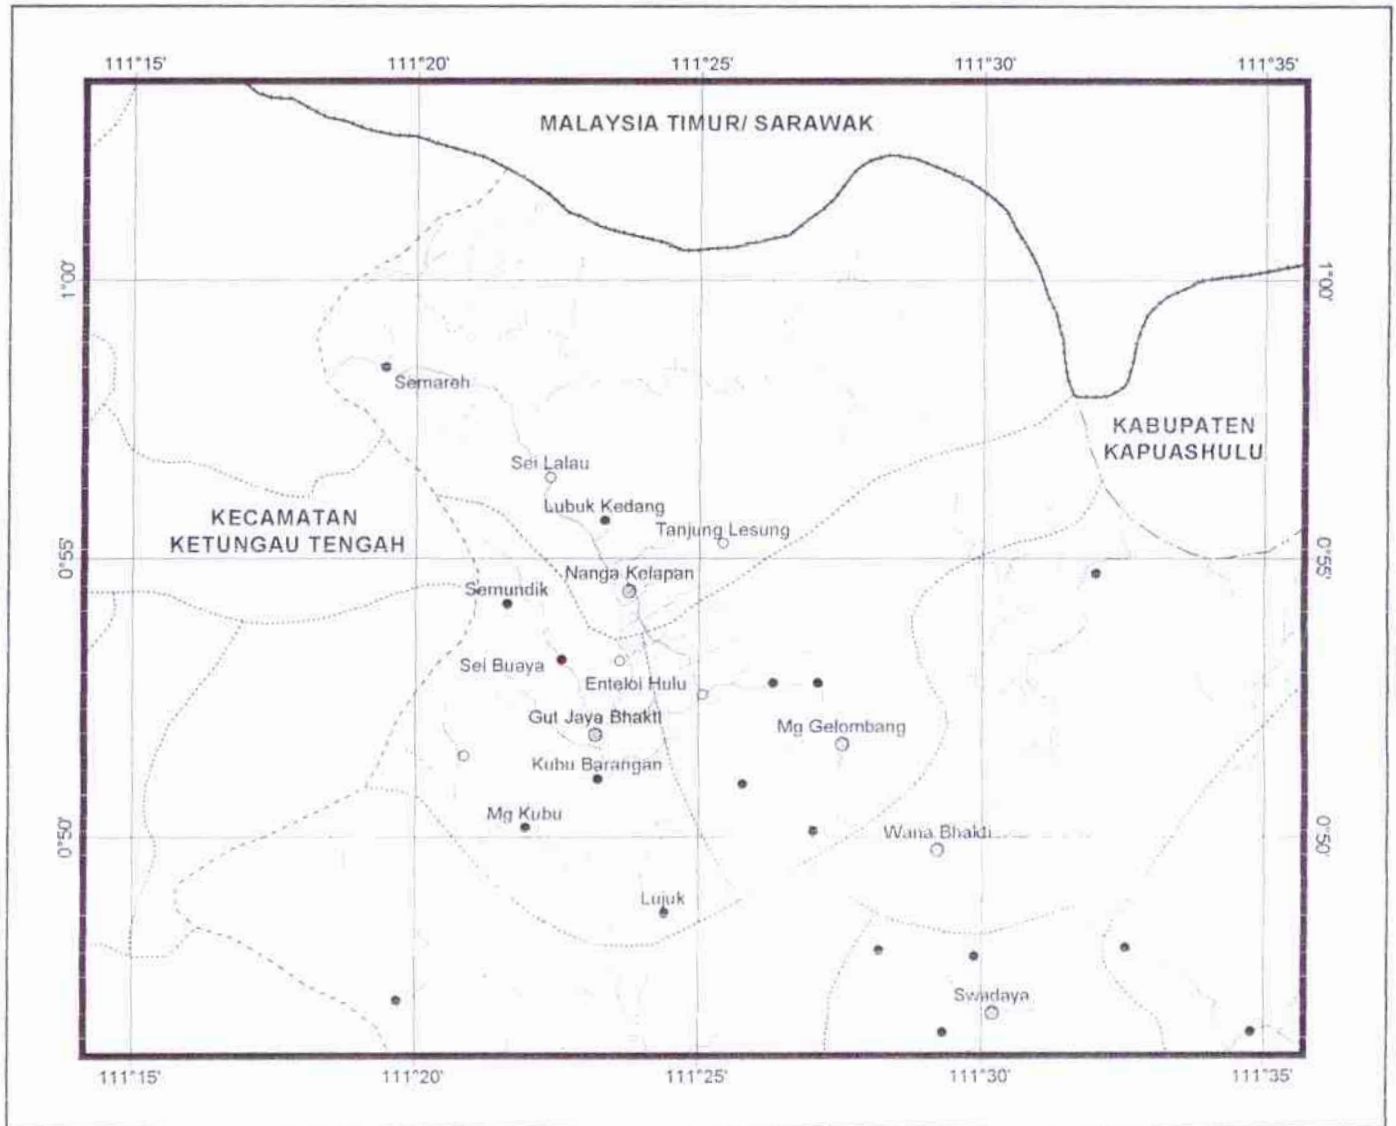 111°15' 111°20' 111°25' 111°30' 111°35'
MALAYSIA TIMUR/ SARAWAK
1°00' 1°00'
Semareh
KABUPATEN
KAPUASHULU
Sei Lalau
Lubuk Kedang
KECAMATAN
KETUNGAU TENGAH
Tanjung Lesung
0°55' 0°55'
Nanga Kelapan
Semundik
Sei Buaya
Enteloi Hulu
Gut Jaya Bhakti
Mg Gelombang
Kubu Barangan
Mg Kubu
Wana Bhakti
0°50' 0°50'
Lujuk
Swadaya
111°15' 111°20' 111°25' 111°30' 111°35'